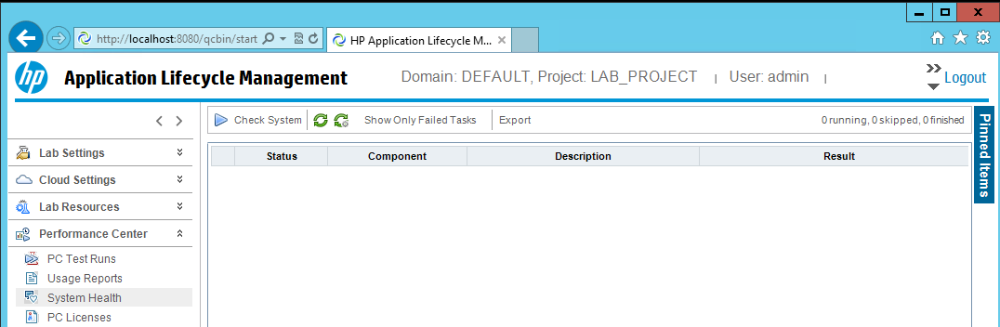 http://localhost:8080/qcbin/start
HP Application Lifecycle M...
hp
Application Lifecycle Management
Domain: DEFAULT, Project: LAB_PROJECT | User: admin |
Logout
Check System
Show Only Failed Tasks
Export
0 running, 0 skipped, 0 finished
Pinned Items
Lab Settings
Cloud Settings
Lab Resources
Performance Center
PC Test Runs
Usage Reports
System Health
PC Licenses
Status Component Description Result